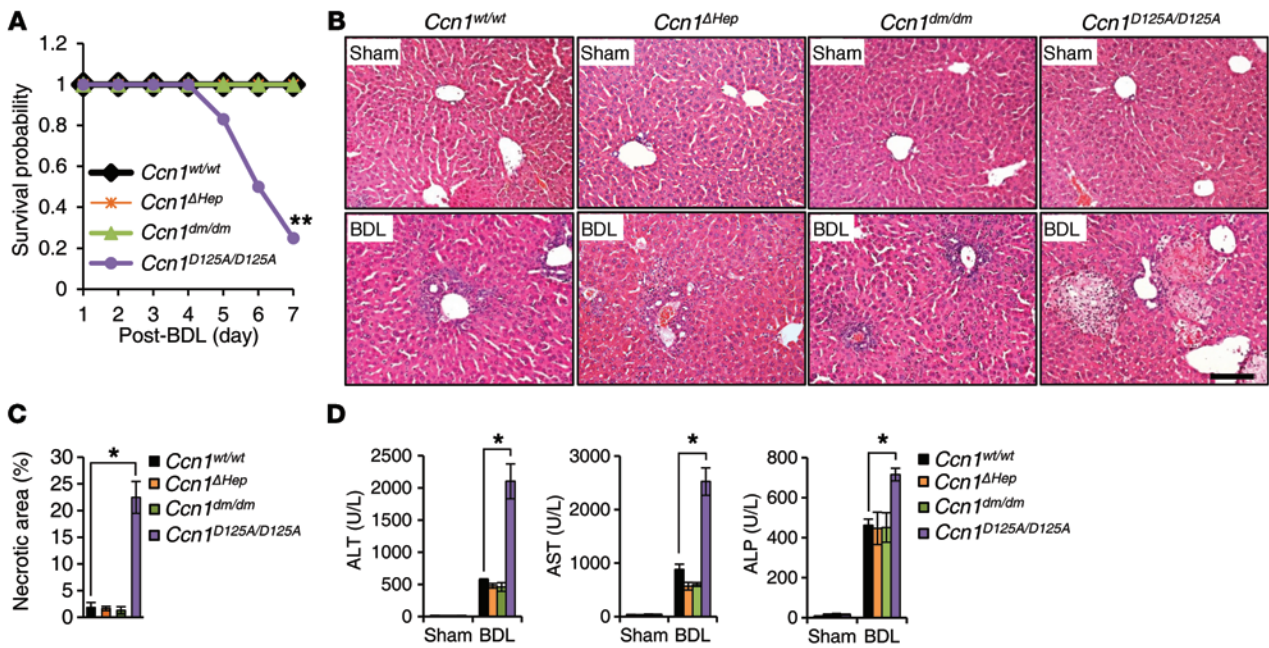 A
1.2
1
0.8
0.6
0.4
0.2
0
Survival probability
Ccn1wt/wt
Ccn1ΔHep
Ccn1dm/dm
Ccn1D125A/D125A
**
1 2 3 4 5 6 7
Post-BDL (day)
B
Ccn1wt/wt Ccn1ΔHep Ccn1dm/dm Ccn1D125A/D125A
Sham Sham Sham Sham
BDL BDL BDL BDL
C
Necrotic area (%)
30
25
20
15
10
5
0
*
Ccn1wt/wt
Ccn1ΔHep
Ccn1dm/dm
Ccn1D125A/D125A
D
ALT (U/L)
2500
2000
1500
1000
500
0
*
Sham BDL
AST (U/L)
3000
2000
1000
0
*
Sham BDL
ALP (U/L)
800
600
400
200
0
*
Sham BDL
Ccn1wt/wt
Ccn1ΔHep
Ccn1dm/dm
Ccn1D125A/D125A